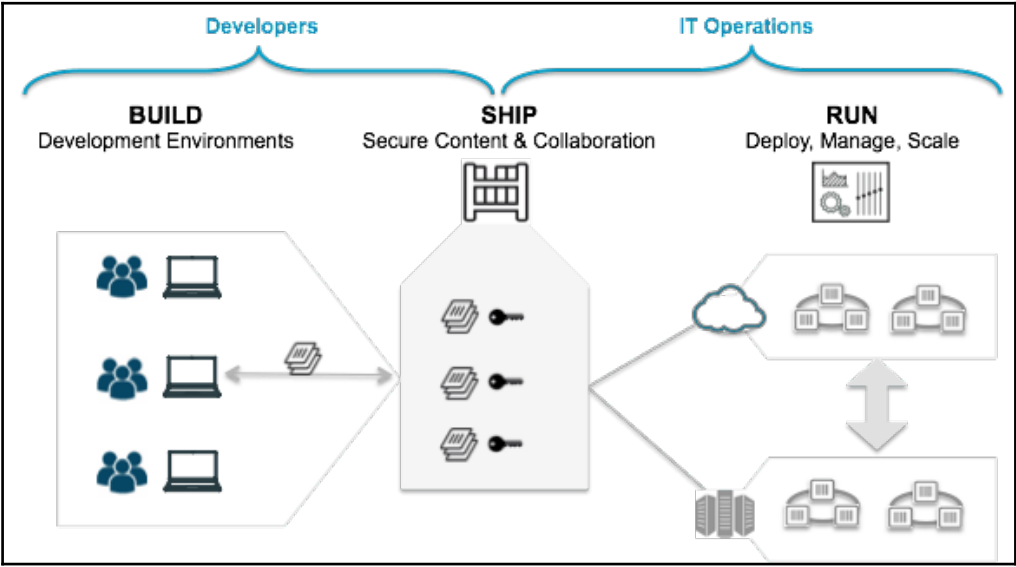 Developers
IT Operations
BUILD
Development Environments
SHIP
Secure Content & Collaboration
RUN
Deploy, Manage, Scale